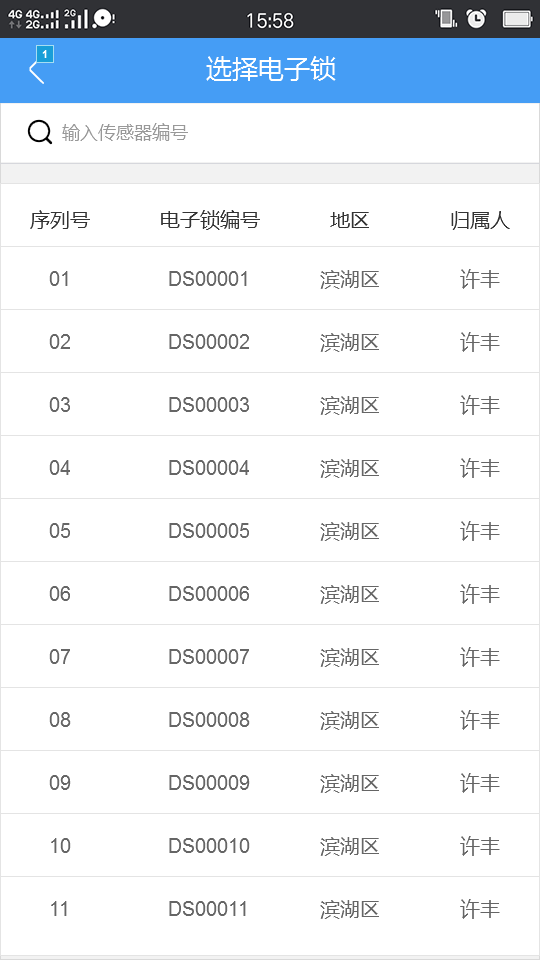 4G 4G 2G 2G 15:58
1
选择电子锁
输入传感器编号
序列号 电子锁编号 地区 归属人
01 DS00001 滨湖区 许丰
02 DS00002 滨湖区 许丰
03 DS00003 滨湖区 许丰
04 DS00004 滨湖区 许丰
05 DS00005 滨湖区 许丰
06 DS00006 滨湖区 许丰
07 DS00007 滨湖区 许丰
08 DS00008 滨湖区 许丰
09 DS00009 滨湖区 许丰
10 DS00010 滨湖区 许丰
11 DS00011 滨湖区 许丰